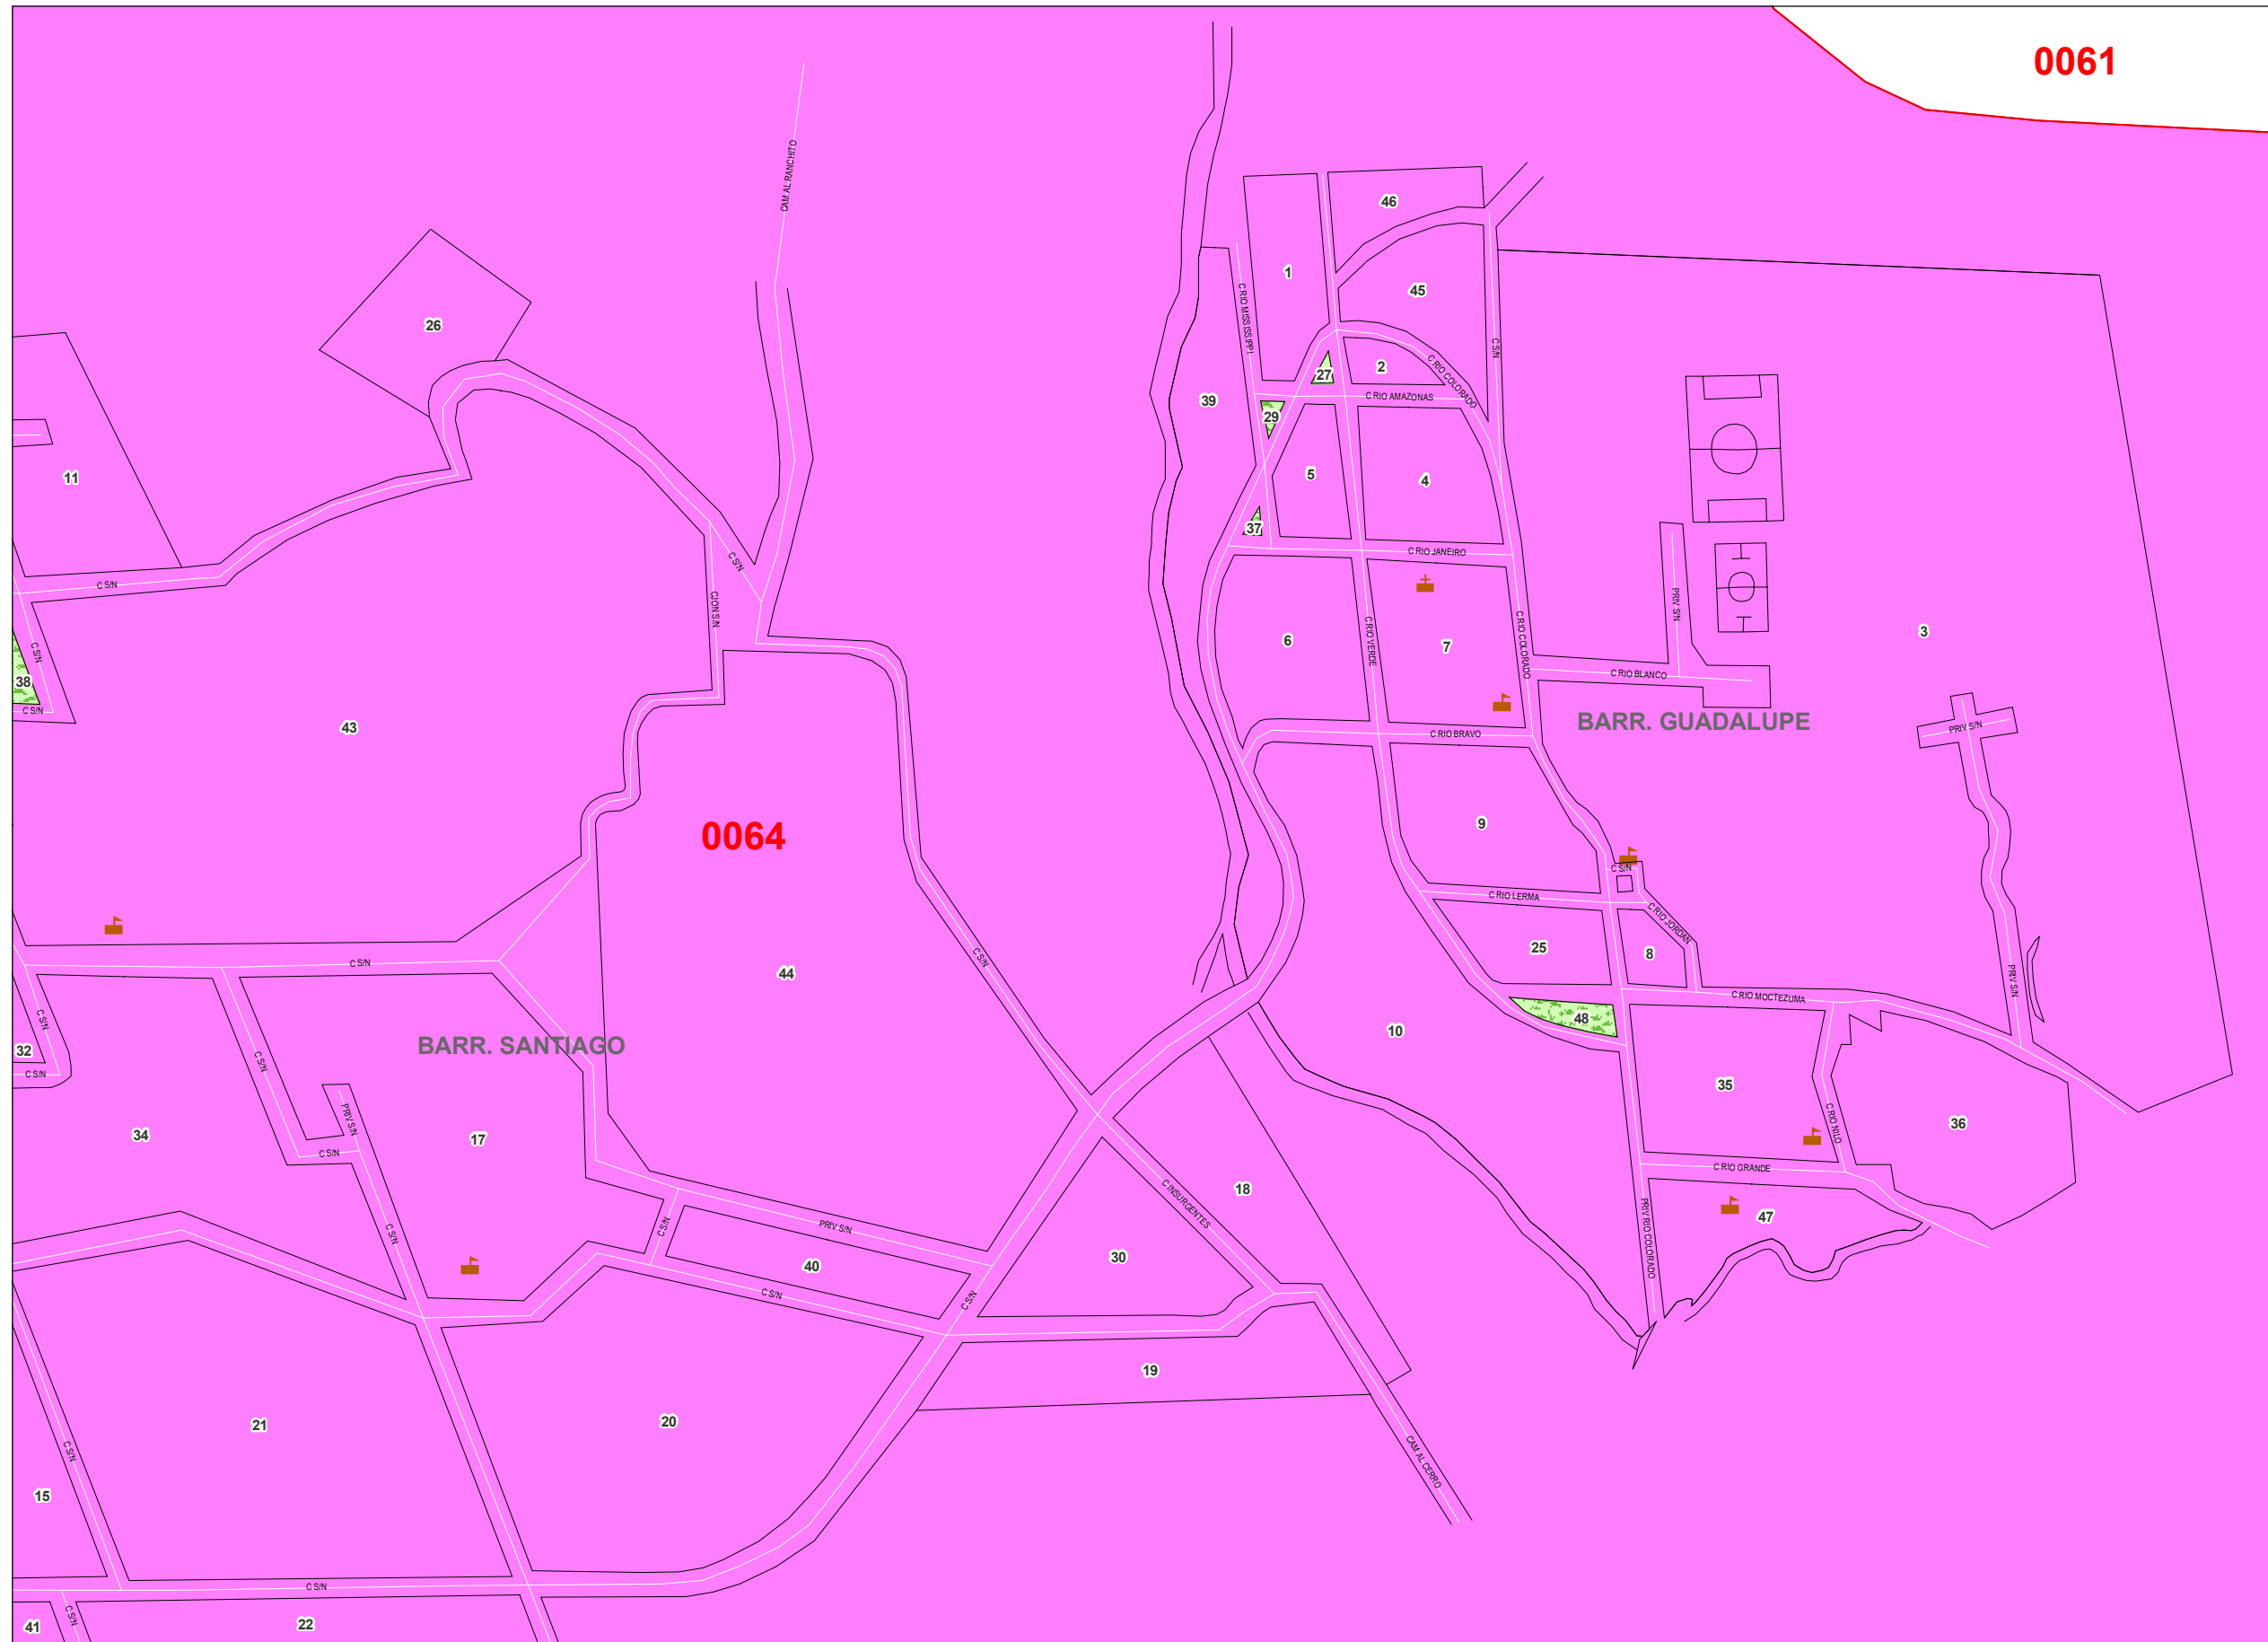 0061
CAM. AL RANCHITO
46
1
C RIO MISSISSIPPI
45
26
C S/N
27
2
C RIO COLORADO
39
C RIO AMAZONAS
29
11
5
4
37
C RIO JANEIRO
C S/N
C S/N
CJON S/N
PRIV S/N
3
C S/N
6
C RIO VERDE
7
C RIO COLORADO
C RIO BLANCO
38
C S/N
43
BARR. GUADALUPE
PRIV S/N
C RIO BRAVO
0064
9
C S/N
C RIO LERMA
C RIO JORDAN
25
8
C S/N
C S/N
44
PRIV S/N
C RIO MOCTEZUMA
C S/N
48
10
BARR. SANTIAGO
32
C S/N
C S/N
35
PRIV S/N
34
17
C RIO NILO
36
C S/N
C RIO GRANDE
18
C INSURGENTES
PRIV RIO COLORADO
47
C S/N
C S/N
PRIV S/N
30
40
C S/N
C S/N
19
20
21
C S/N
CAM. AL CERRO
15
C S/N
C S/N
22
41